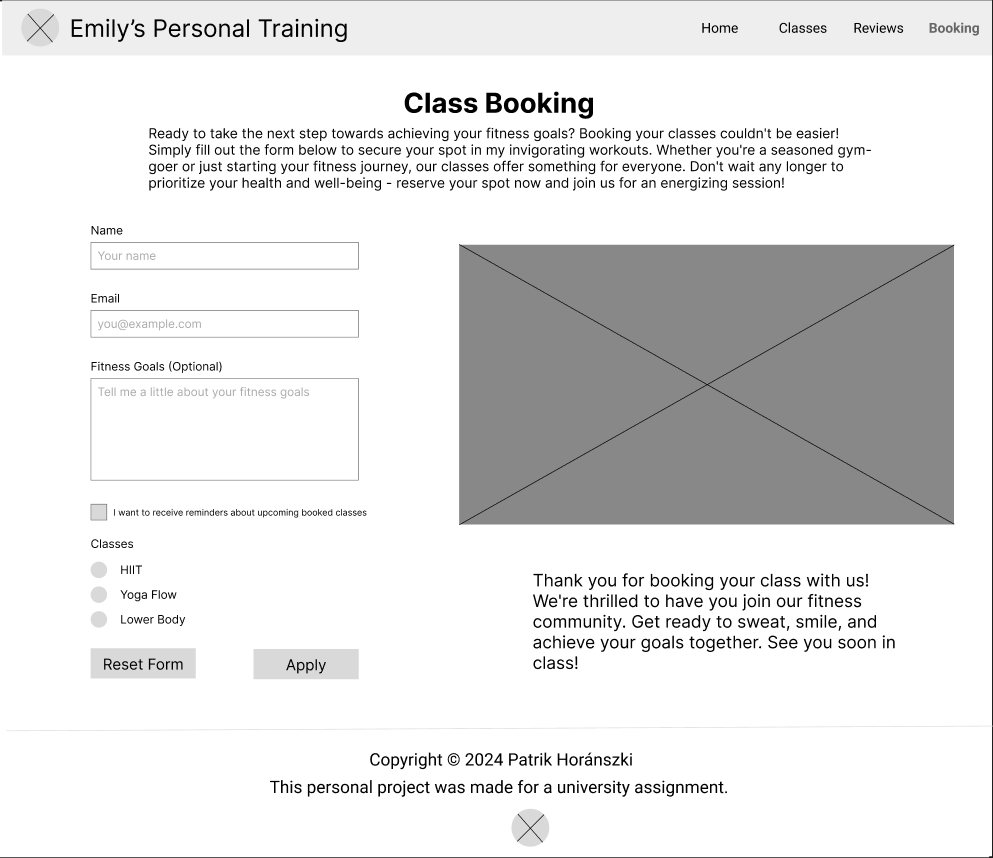 Emily’s Personal Training
Home
Classes
Reviews
Booking
Class Booking
Ready to take the next step towards achieving your fitness goals? Booking your classes couldn't be easier!
Simply fill out the form below to secure your spot in my invigorating workouts. Whether you're a seasoned gym-
goer or just starting your fitness journey, our classes offer something for everyone. Don't wait any longer to
prioritize your health and well-being - reserve your spot now and join us for an energizing session!
Name
Your name
Email
you@example.com
Fitness Goals (Optional)
Tell me a little about your fitness goals
I want to receive reminders about upcoming booked classes
Classes
HIIT
Yoga Flow
Lower Body
Reset Form
Apply
Thank you for booking your class with us!
We're thrilled to have you join our fitness
community. Get ready to sweat, smile, and
achieve your goals together. See you soon in
class!
Copyright © 2024 Patrik Horánszki
This personal project was made for a university assignment.